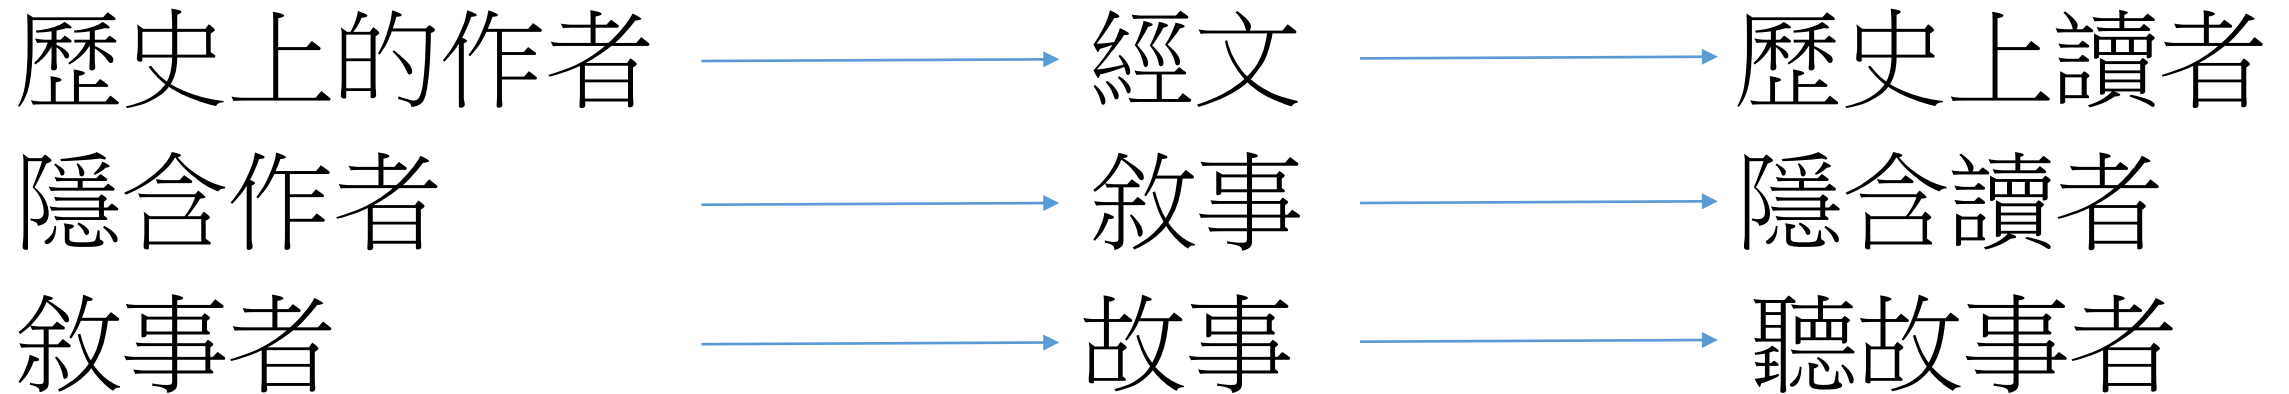 歷史上的作者 經文 歷史上讀者
隱含作者 敘事 隱含讀者
敘事者 故事 聽故事者